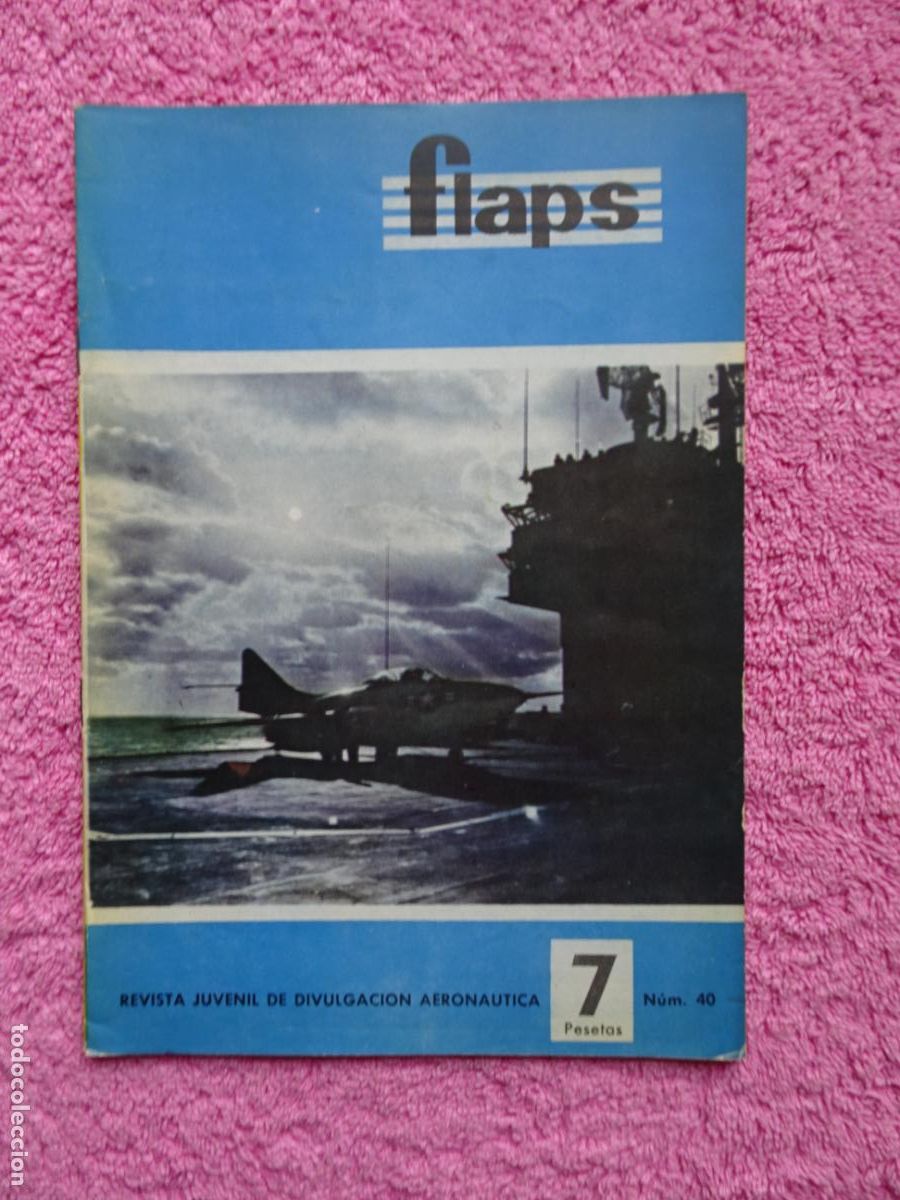 flaps
REVISTA JUVENIL DE DIVULGACION AERONAUTICA
7
Pesetas
Núm. 40
todocoleccion